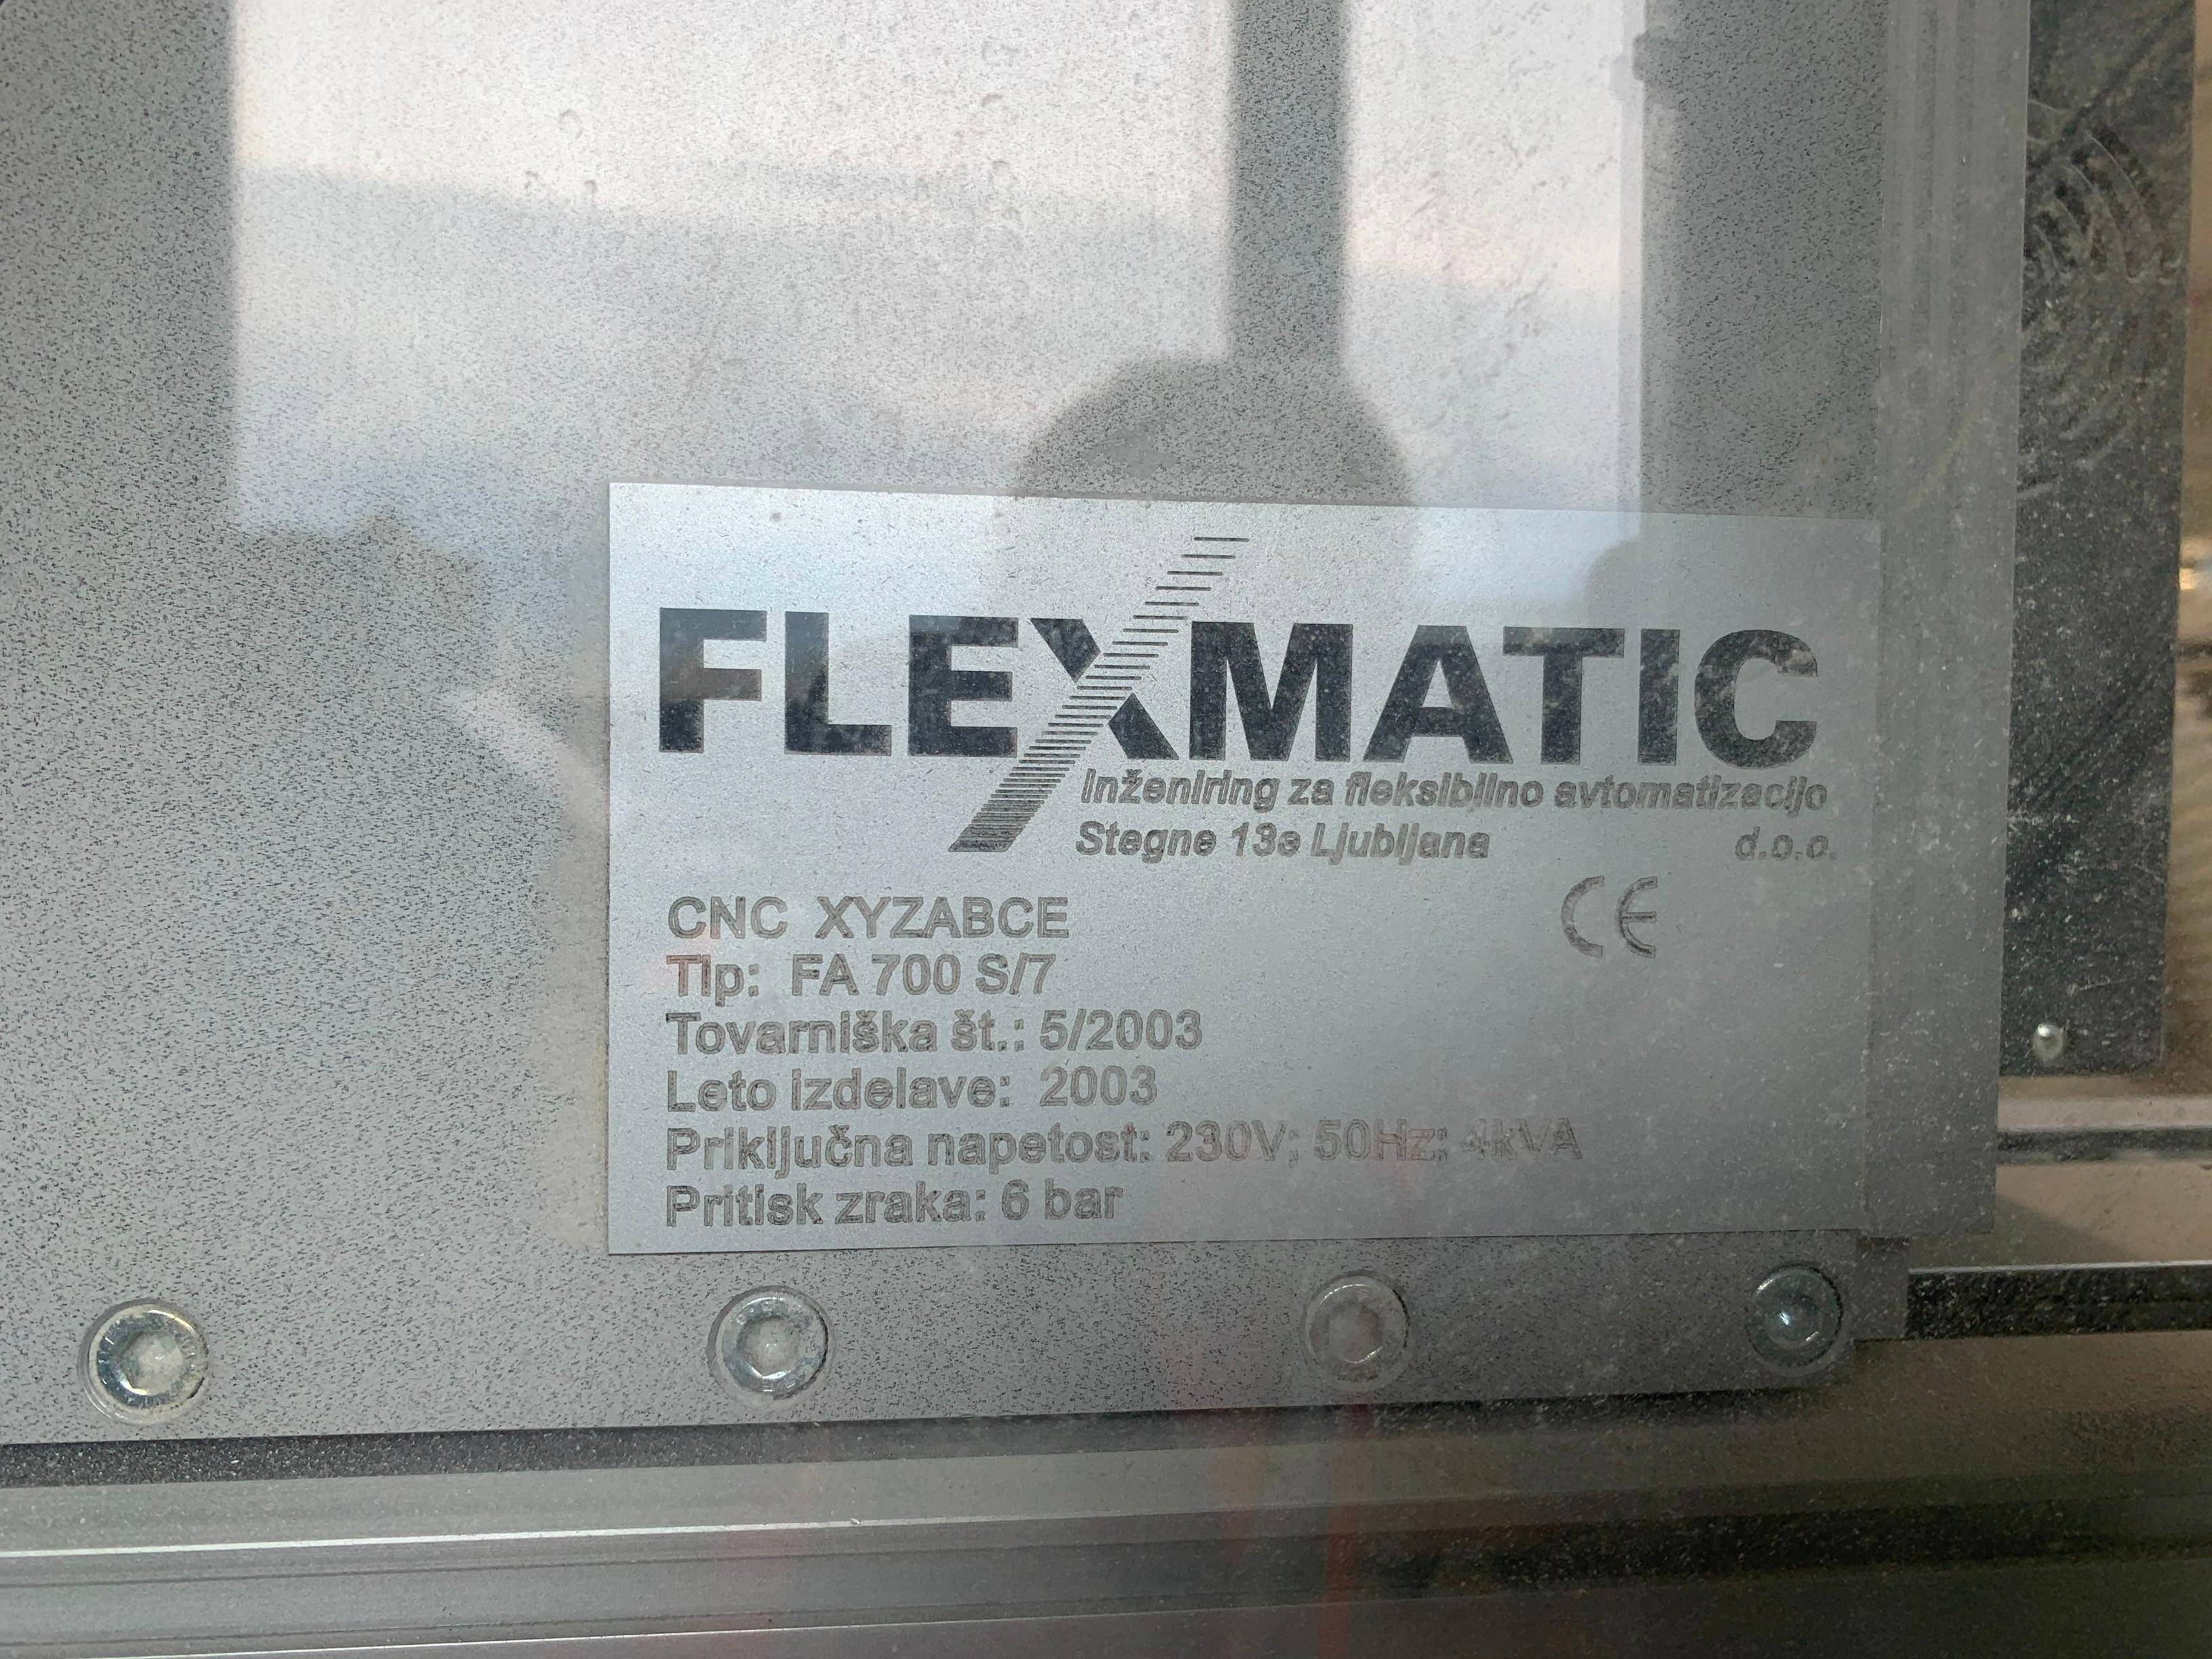 FLEXMATIC
Inženiring za fleksibilno avtomatizacijo
Stegne 13e Ljubljana d.o.o.
CE
CNC XYZABCE
Tip: FA 700 S/7
Tovarniška št.: 5/2003
Leto izdelave: 2003
Priključna napetost: 230V; 50Hz; 4kVA
Pritisk zraka: 6 bar